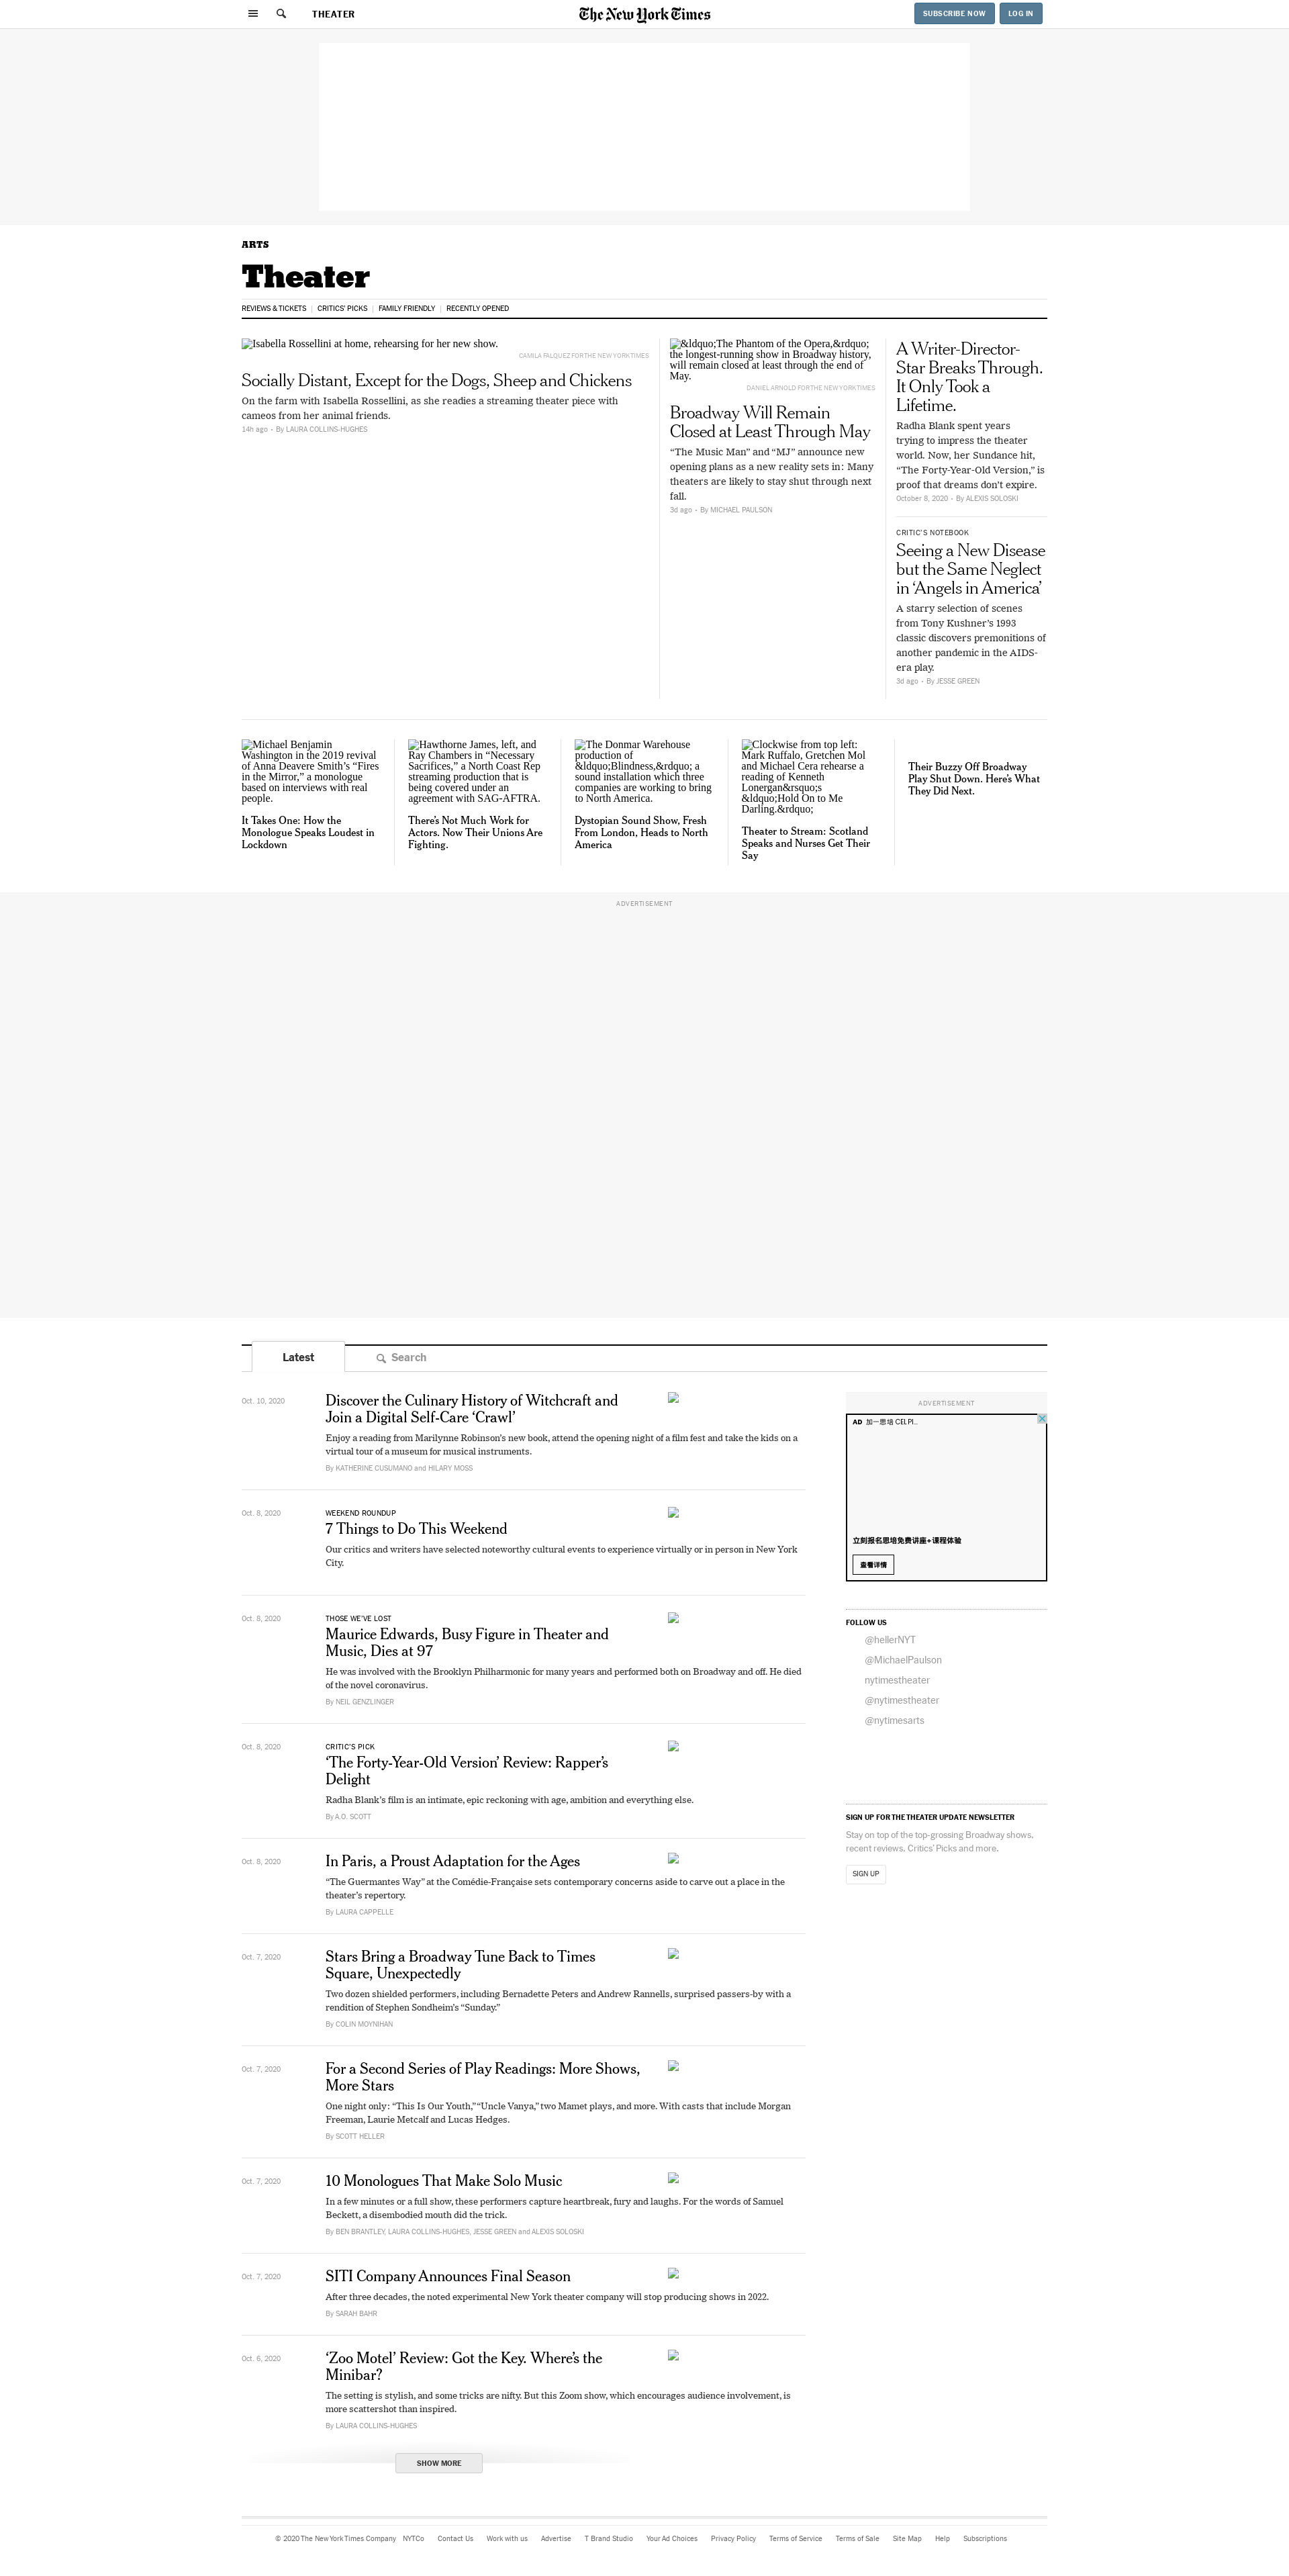 THEATER
The New York Times
SUBSCRIBE NOW
LOG IN
ARTS
Theater
REVIEWS & TICKETS | CRITICS' PICKS | FAMILY FRIENDLY | RECENTLY OPENED
Isabella Rossellini at home, rehearsing for her new show.
CAMILA FALQUEZ FOR THE NEW YORK TIMES
Socially Distant, Except for the Dogs, Sheep and Chickens
On the farm with Isabella Rossellini, as she readies a streaming theater piece with
cameos from her animal friends.
14h ago • By LAURA COLLINS-HUGHES
&ldquo;The Phantom of the Opera,&rdquo;
the longest-running show in Broadway history,
will remain closed at least through the end of
May.
DANIEL ARNOLD FOR THE NEW YORK TIMES
Broadway Will Remain
Closed at Least Through May
“The Music Man” and “MJ” announce new
opening plans as a new reality sets in: Many
theaters are likely to stay shut through next
fall.
3d ago • By MICHAEL PAULSON
A Writer-Director-
Star Breaks Through.
It Only Took a
Lifetime.
Radha Blank spent years
trying to impress the theater
world. Now, her Sundance hit,
“The Forty-Year-Old Version,” is
proof that dreams don’t expire.
October 8, 2020 • By ALEXIS SOLOSKI
CRITIC’S NOTEBOOK
Seeing a New Disease
but the Same Neglect
in ‘Angels in America’
A starry selection of scenes
from Tony Kushner’s 1993
classic discovers premonitions of
another pandemic in the AIDS-
era play.
3d ago • By JESSE GREEN
Michael Benjamin
Washington in the 2019 revival
of Anna Deavere Smith’s “Fires
in the Mirror,” a monologue
based on interviews with real
people.
It Takes One: How the
Monologue Speaks Loudest in
Lockdown
Hawthorne James, left, and
Ray Chambers in “Necessary
Sacrifices,” a North Coast Rep
streaming production that is
being covered under an
agreement with SAG-AFTRA.
There’s Not Much Work for
Actors. Now Their Unions Are
Fighting.
The Donmar Warehouse
production of
&ldquo;Blindness,&rdquo; a
sound installation which three
companies are working to bring
to North America.
Dystopian Sound Show, Fresh
From London, Heads to North
America
Clockwise from top left:
Mark Ruffalo, Gretchen Mol
and Michael Cera rehearse a
reading of Kenneth
Lonergan&rsquo;s
&ldquo;Hold On to Me
Darling.&rdquo;
Theater to Stream: Scotland
Speaks and Nurses Get Their
Say
Their Buzzy Off Broadway
Play Shut Down. Here’s What
They Did Next.
ADVERTISEMENT
Latest
Search
Oct. 10, 2020
Discover the Culinary History of Witchcraft and
Join a Digital Self-Care ‘Crawl’
Enjoy a reading from Marilynne Robinson’s new book, attend the opening night of a film fest and take the kids on a
virtual tour of a museum for musical instruments.
By KATHERINE CUSUMANO and HILARY MOSS
Oct. 8, 2020
WEEKEND ROUNDUP
7 Things to Do This Weekend
Our critics and writers have selected noteworthy cultural events to experience virtually or in person in New York
City.
Oct. 8, 2020
THOSE WE’VE LOST
Maurice Edwards, Busy Figure in Theater and
Music, Dies at 97
He was involved with the Brooklyn Philharmonic for many years and performed both on Broadway and off. He died
of the novel coronavirus.
By NEIL GENZLINGER
Oct. 8, 2020
CRITIC’S PICK
‘The Forty-Year-Old Version’ Review: Rapper’s
Delight
Radha Blank’s film is an intimate, epic reckoning with age, ambition and everything else.
By A.O. SCOTT
Oct. 8, 2020
In Paris, a Proust Adaptation for the Ages
“The Guermantes Way” at the Comédie-Française sets contemporary concerns aside to carve out a place in the
theater’s repertory.
By LAURA CAPPELLE
Oct. 7, 2020
Stars Bring a Broadway Tune Back to Times
Square, Unexpectedly
Two dozen shielded performers, including Bernadette Peters and Andrew Rannells, surprised passers-by with a
rendition of Stephen Sondheim’s “Sunday.”
By COLIN MOYNIHAN
Oct. 7, 2020
For a Second Series of Play Readings: More Shows,
More Stars
One night only: “This Is Our Youth,” “Uncle Vanya,” two Mamet plays, and more. With casts that include Morgan
Freeman, Laurie Metcalf and Lucas Hedges.
By SCOTT HELLER
Oct. 7, 2020
10 Monologues That Make Solo Music
In a few minutes or a full show, these performers capture heartbreak, fury and laughs. For the words of Samuel
Beckett, a disembodied mouth did the trick.
By BEN BRANTLEY, LAURA COLLINS-HUGHES, JESSE GREEN and ALEXIS SOLOSKI
Oct. 7, 2020
SITI Company Announces Final Season
After three decades, the noted experimental New York theater company will stop producing shows in 2022.
By SARAH BAHR
Oct. 6, 2020
‘Zoo Motel’ Review: Got the Key. Where’s the
Minibar?
The setting is stylish, and some tricks are nifty. But this Zoom show, which encourages audience involvement, is
more scattershot than inspired.
By LAURA COLLINS-HUGHES
SHOW MORE
ADVERTISEMENT
AD 加一思培 CELPI...
立刻报名思培免费讲座+课程体验
查看详情
FOLLOW US
@hellerNYT
@MichaelPaulson
nytimestheater
@nytimestheater
@nytimesarts
SIGN UP FOR THE THEATER UPDATE NEWSLETTER
Stay on top of the top-grossing Broadway shows,
recent reviews, Critics’ Picks and more.
SIGN UP
© 2020 The New York Times Company NYTCo Contact Us Work with us Advertise T Brand Studio Your Ad Choices Privacy Policy Terms of Service Terms of Sale Site Map Help Subscriptions